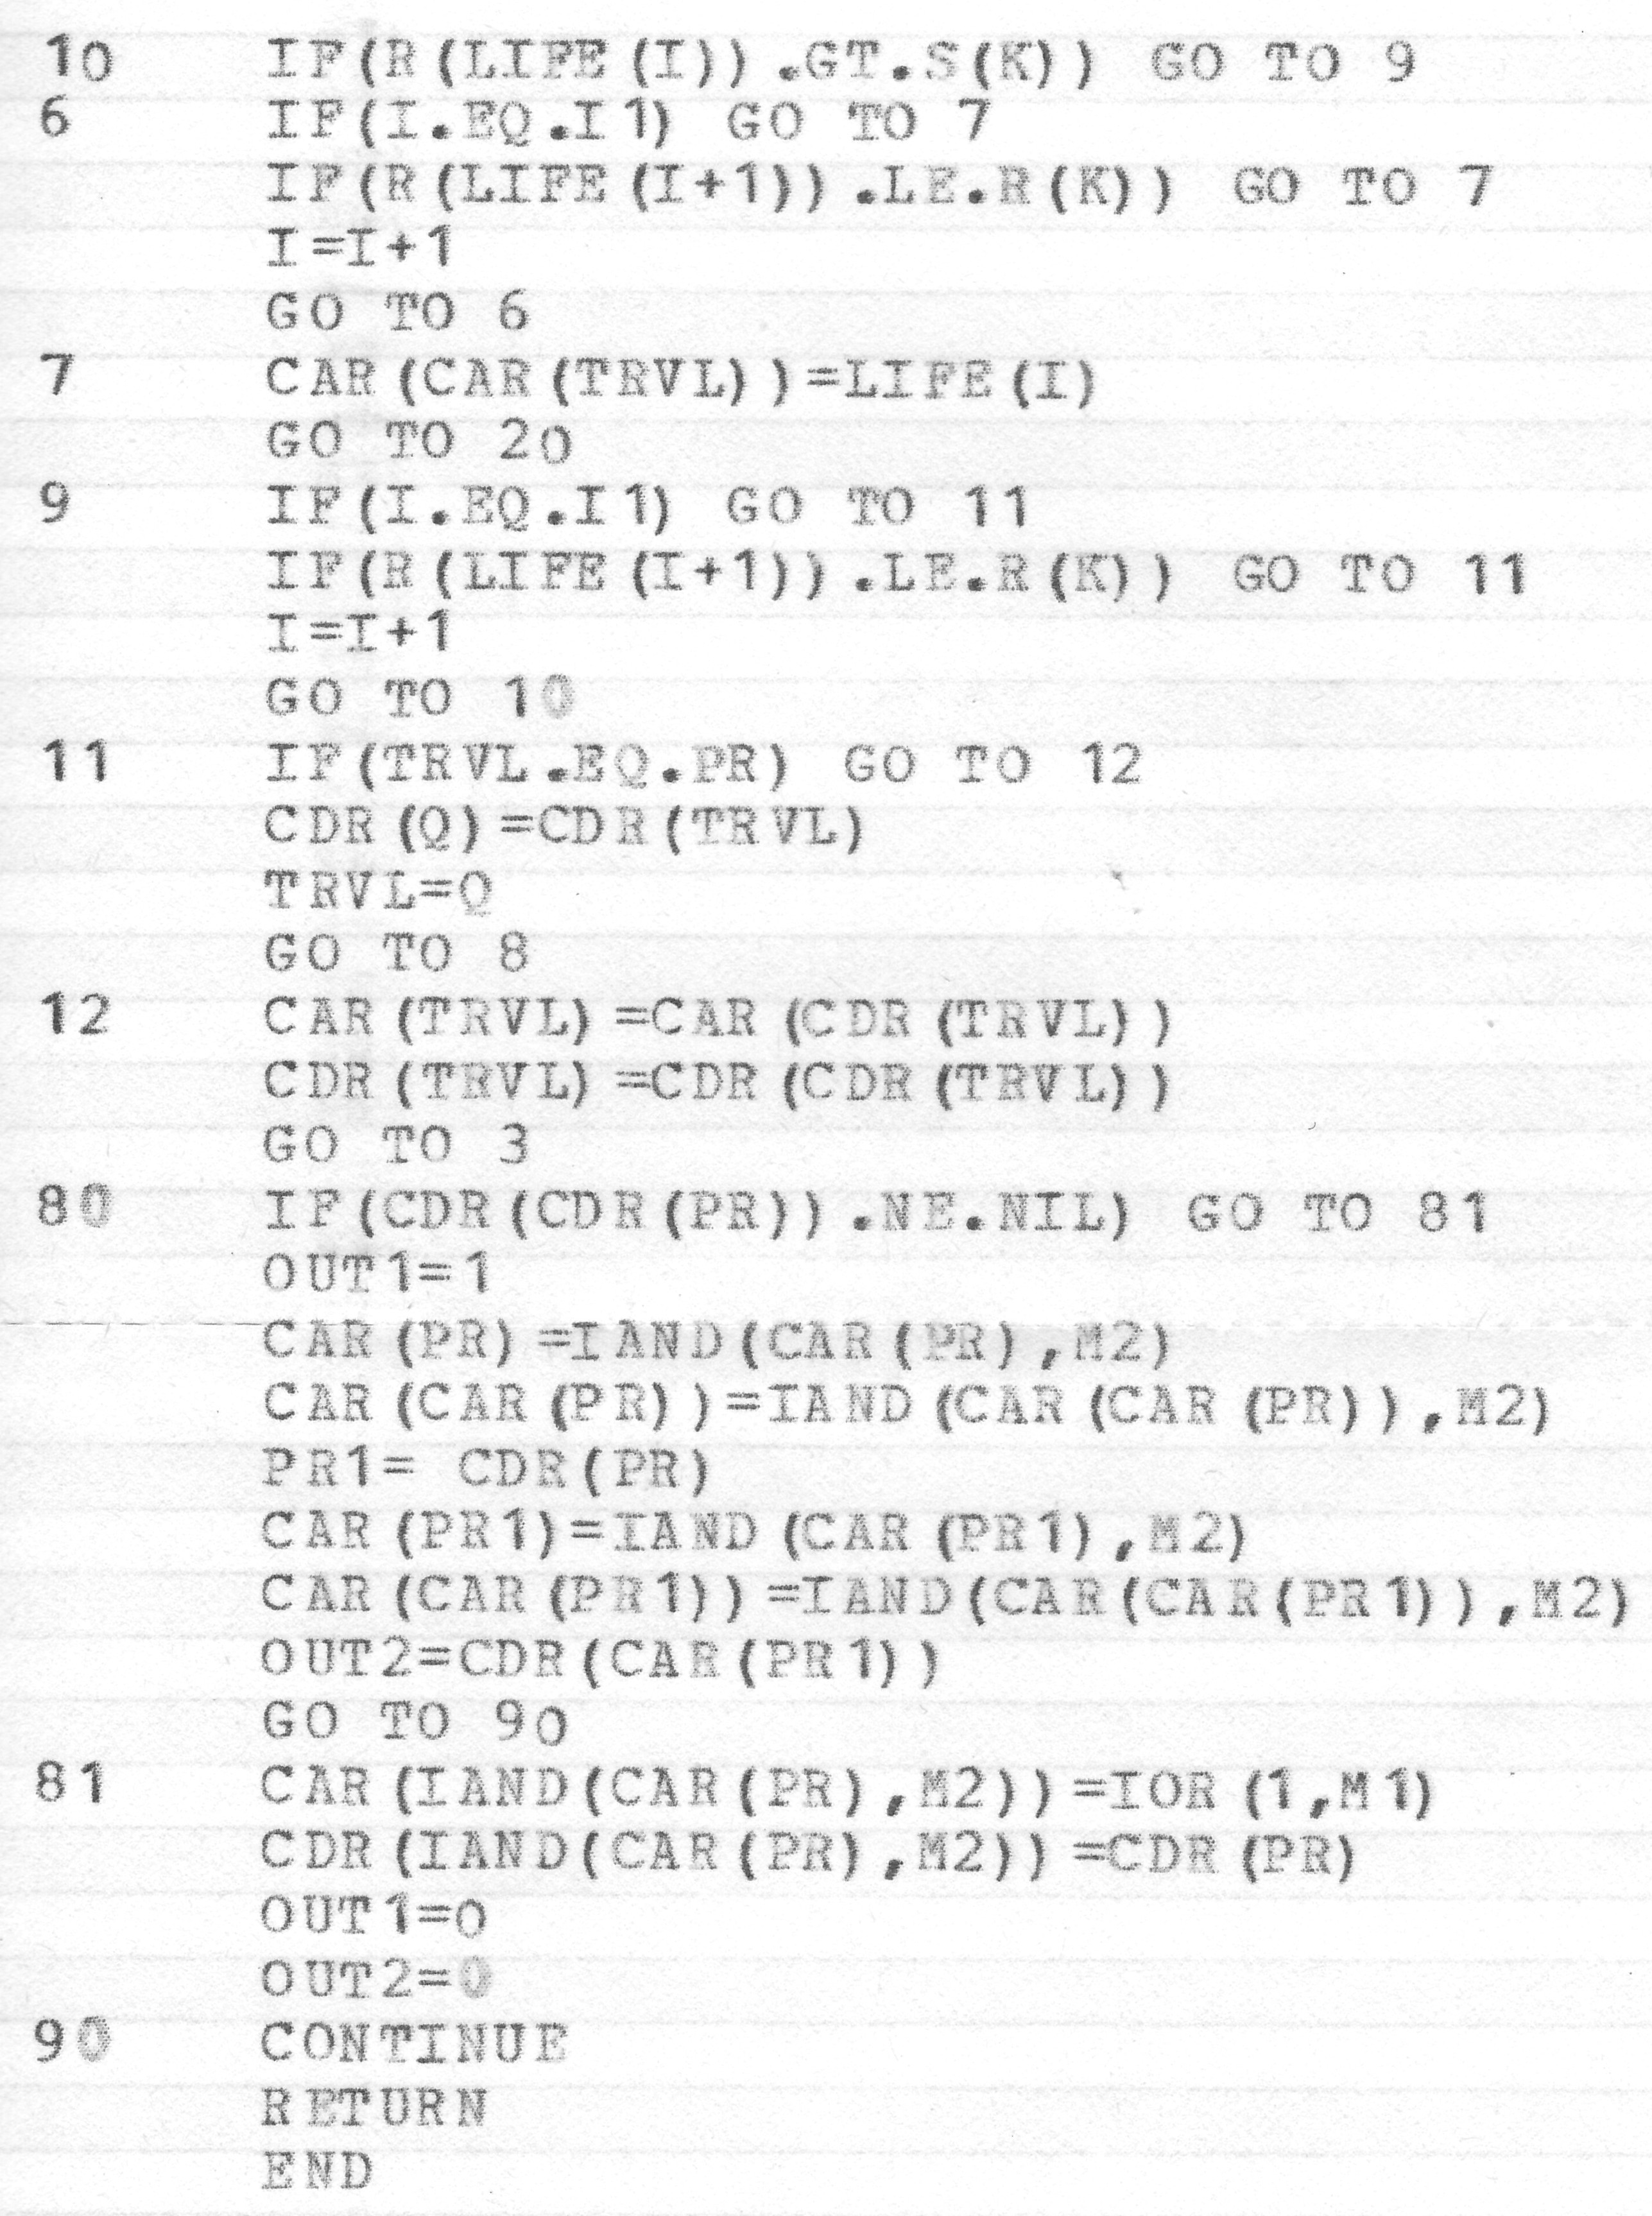 10 IF(R(LIFE(I)).GT.S(K)) GO TO 9
6 IF(I.EQ.I1) GO TO 7
IF(R(LIFE(I+1)).LE.R(K)) GO TO 7
I=I+1
GO TO 6
7 CAR(CAR(TRVL))=LIFE(I)
GO TO 20
9 IF(I.EQ.I1) GO TO 11
IF(R(LIFE(I+1)).LE.R(K)) GO TO 11
I=I+1
GO TO 10
11 IF(TRVL.EQ.PR) GO TO 12
CDR(Q)=CDR(TRVL)
TRVL=Q
GO TO 8
12 CAR(TRVL)=CAR(CDR(TRVL))
CDR(TRVL)=CDR(CDR(TRVL))
GO TO 3
80 IF(CDR(CDR(PR)).NE.NIL) GO TO 81
OUT1=1
CAR(PR)=IAND(CAR(PR),M2)
CAR(CAR(PR))=IAND(CAR(CAR(PR)),M2)
PR1= CDR(PR)
CAR(PR1)=IAND(CAR(PR1),M2)
CAR(CAR(PR1))=IAND(CAR(CAR(PR1)),M2)
OUT2=CDR(CAR(PR1))
GO TO 90
81 CAR(IAND(CAR(PR),M2))=IOR(1,M1)
CDR(IAND(CAR(PR),M2))=CDR(PR)
OUT1=0
OUT2=0
90 CONTINUE
RETURN
END